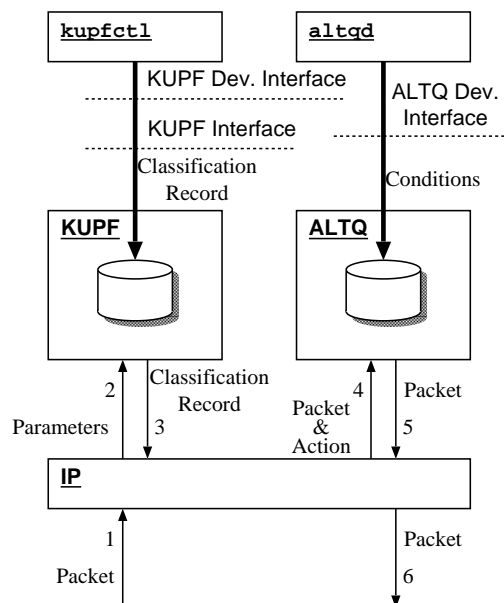 kupfctl
altqd
KUPF Dev. Interface
ALTQ Dev.
Interface
KUPF Interface
Classification
Record
Conditions
KUPF
ALTQ
2
Classification
Record
3
Parameters
4
Packet
Packet
&
Action
5
IP
1
Packet
Packet
6